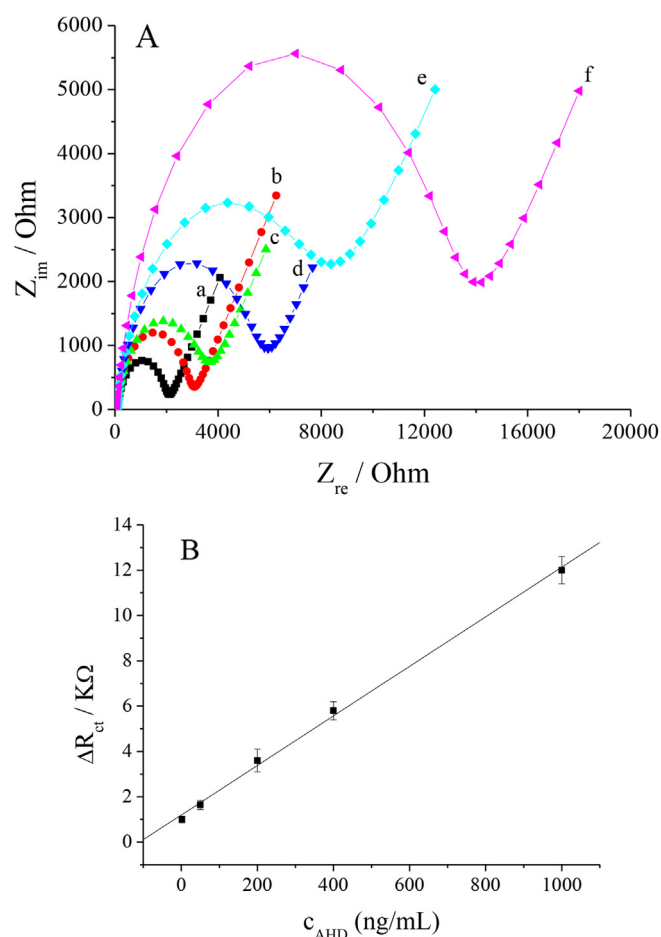 A
6000
5000
4000
3000
2000
1000
0
Z_im / Ohm
a
b
c
d
e
f
0 4000 8000 12000 16000 20000
Z_re / Ohm
B
14
12
10
8
6
4
2
0
ΔR_ct / KΩ
0 200 400 600 800 1000
c_AHD (ng/mL)